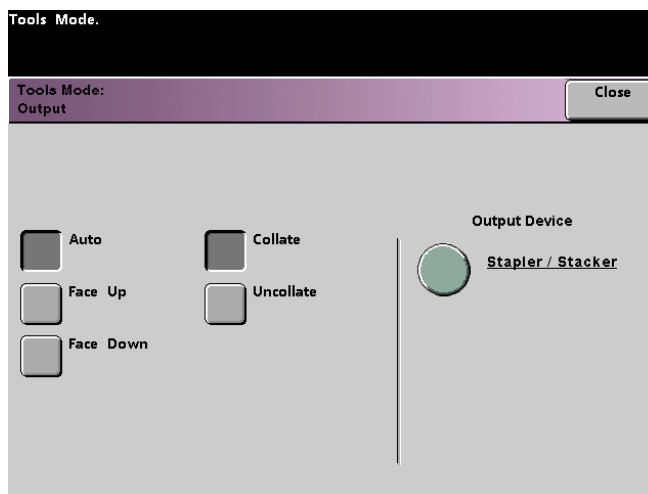 Tools Mode.
Tools Mode:
Output
Close
Auto
Face Up
Face Down
Collate
Uncollate
Output Device
Stapler / Stacker